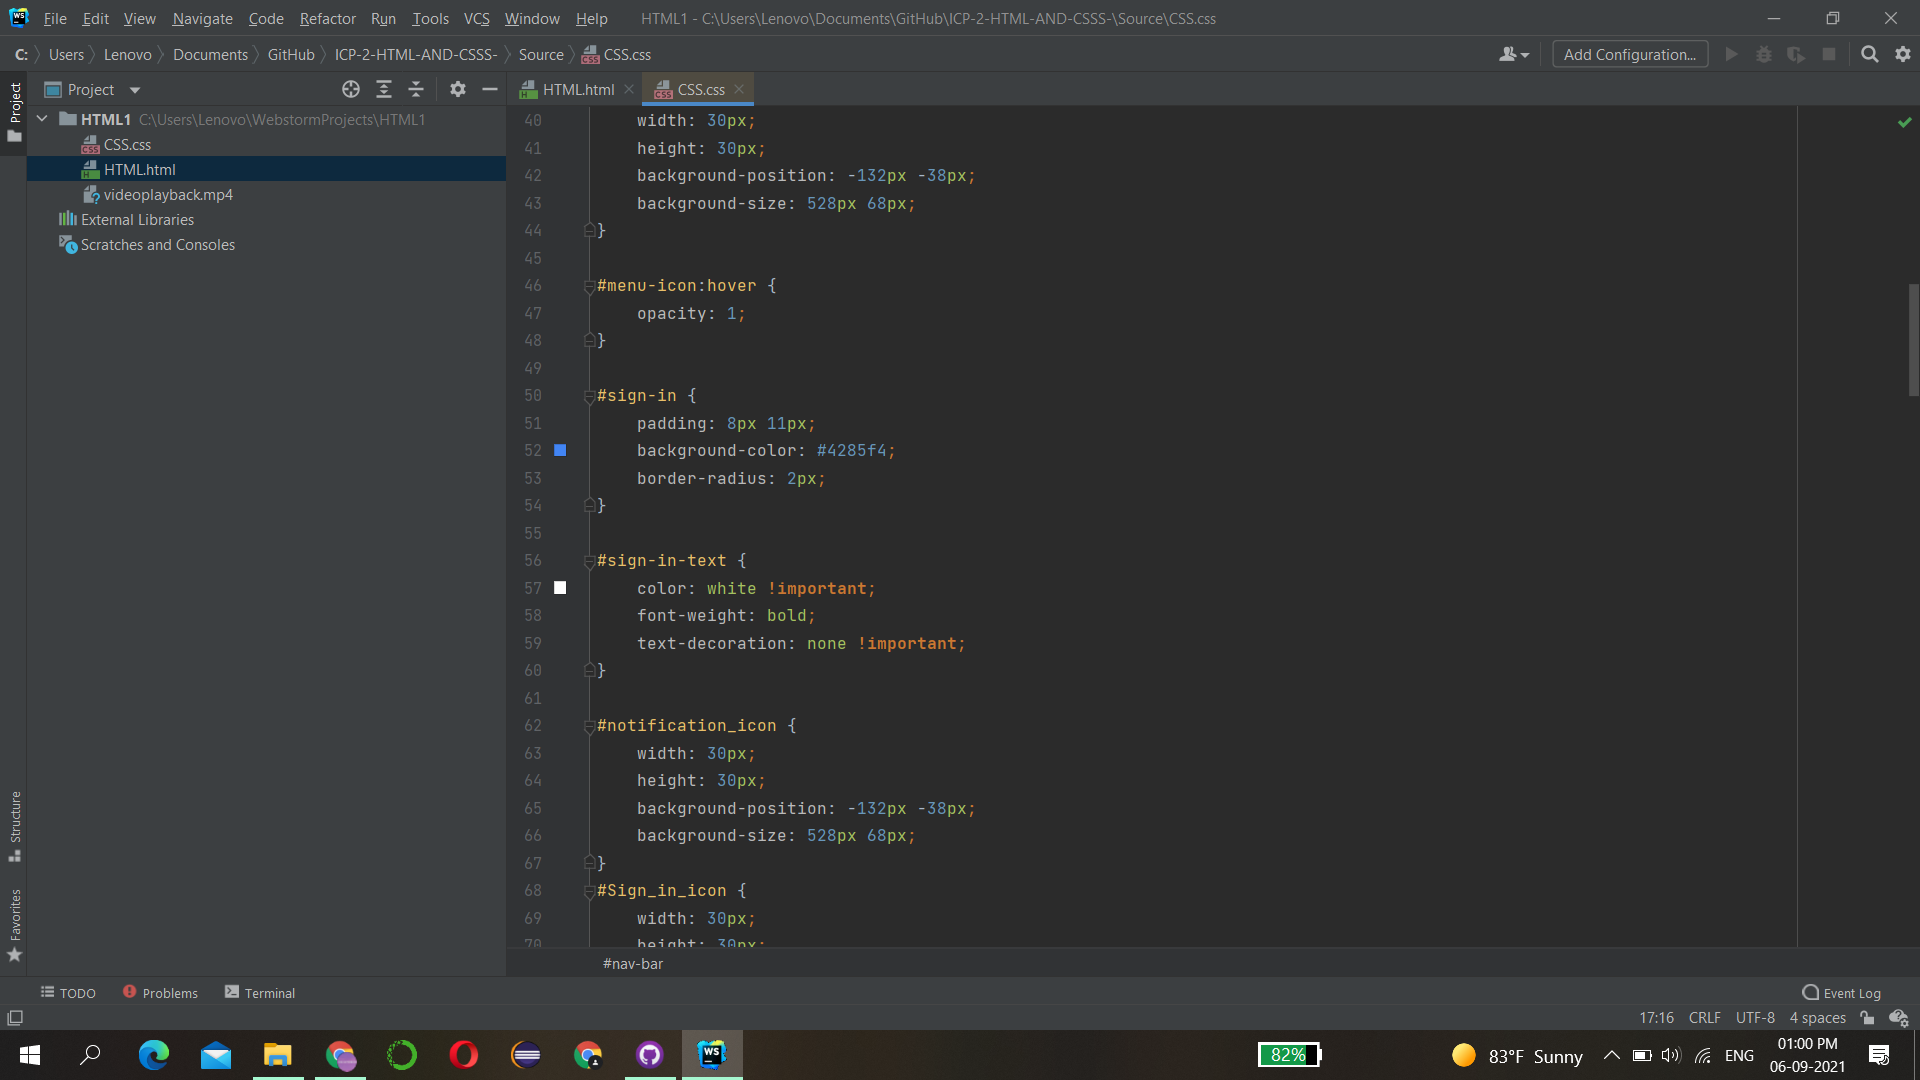 File Edit View Navigate Code Refactor Run Tools VCS Window Help HTML1 - C:\Users\Lenovo\Documents\GitHub\ICP-2-HTML-AND-CSSS-\Source\CSS.css
C: Users Lenovo Documents GitHub ICP-2-HTML-AND-CSSS- Source CSS.css Add Configuration...
Project HTML.html CSS.css
Project
HTML1 C:\Users\Lenovo\WebstormProjects\HTML1
CSS.css
HTML.html
videoplayback.mp4
External Libraries
Scratches and Consoles
40 width: 30px;
41 height: 30px;
42 background-position: -132px -38px;
43 background-size: 528px 68px;
44 }
45
46 #menu-icon:hover {
47 opacity: 1;
48 }
49
50 #sign-in {
51 padding: 8px 11px;
52 background-color: #4285f4;
53 border-radius: 2px;
54 }
55
56 #sign-in-text {
57 color: white !important;
58 font-weight: bold;
59 text-decoration: none !important;
60 }
61
62 #notification_icon {
63 width: 30px;
64 height: 30px;
65 background-position: -132px -38px;
66 background-size: 528px 68px;
67 }
68 #Sign_in_icon {
69 width: 30px;
70 height: 30px;
Structure
Favorites
#nav-bar
TODO Problems Terminal Event Log
17:16 CRLF UTF-8 4 spaces
82% 83°F Sunny ENG 01:00 PM
06-09-2021